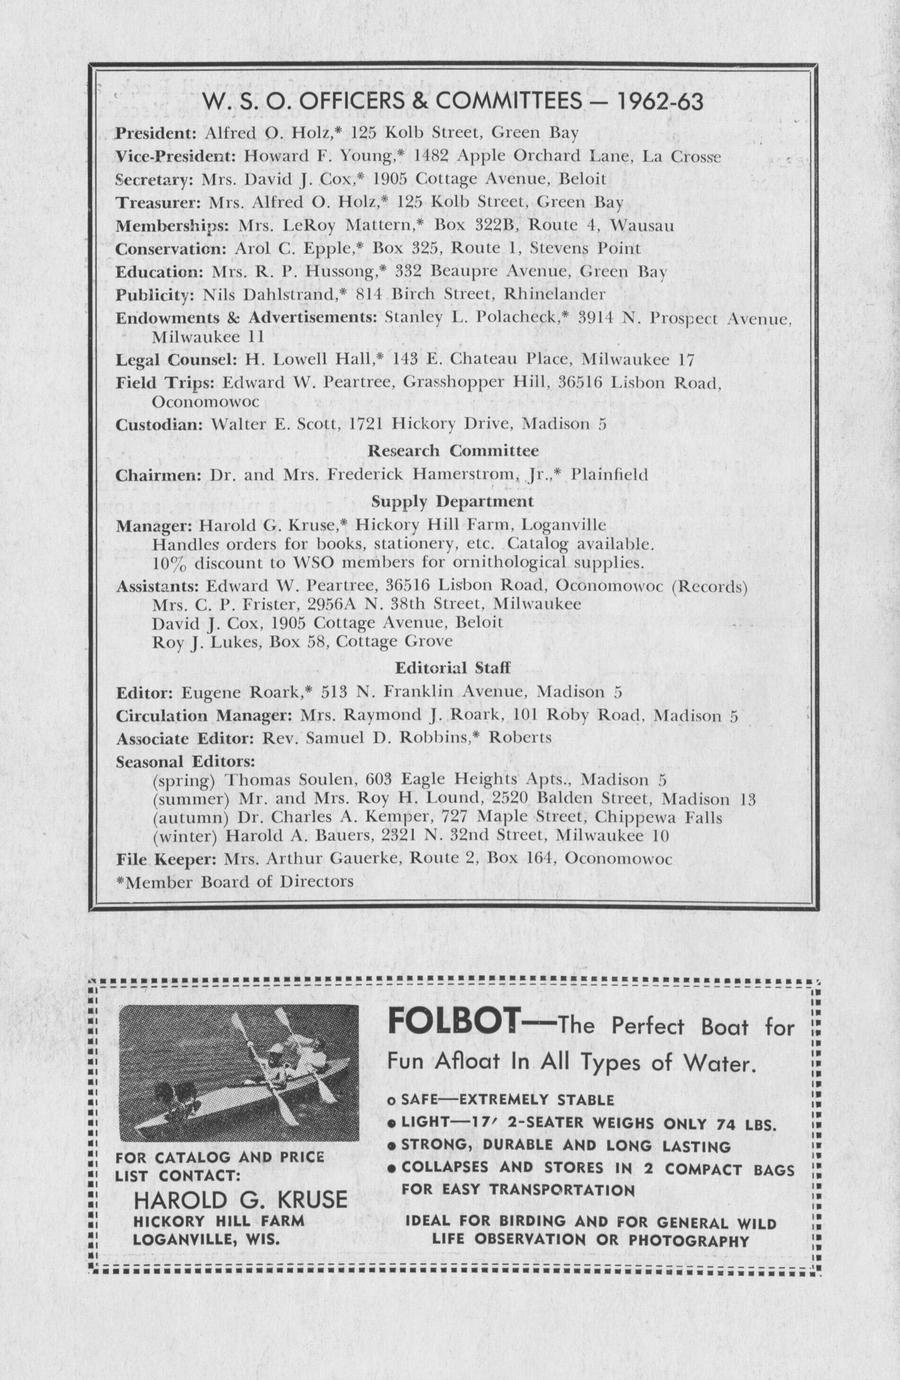 W. S. O. OFFICERS & COMMITTEES — 1962-63
President: Alfred O. Holz,* 125 Kolb Street, Green Bay
Vice-President: Howard F. Young,* 1482 Apple Orchard Lane, La Crosse
Secretary: Mrs. David J. Cox,* 1905 Cottage Avenue, Beloit
Treasurer: Mrs. Alfred O. Holz,* 125 Kolb Street, Green Bay
Memberships: Mrs. LeRoy Mattern,* Box 322B, Route 4, Wausau
Conservation: Arol C. Epple,* Box 325, Route 1, Stevens Point
Education: Mrs. R. P. Hussong,* 332 Beaupre Avenue, Green Bay
Publicity: Nils Dahlstrand,* 814 Birch Street, Rhinelander
Endowments & Advertisements: Stanley L. Polacheck,* 3914 N. Prospect Avenue,
Milwaukee 11
Legal Counsel: H. Lowell Hall,* 143 E. Chateau Place, Milwaukee 17
Field Trips: Edward W. Peartree, Grasshopper Hill, 36516 Lisbon Road,
Oconomowoc
Custodian: Walter E. Scott, 1721 Hickory Drive, Madison 5
Research Committee
Chairmen: Dr. and Mrs. Frederick Hamerstrom, Jr.,* Plainfield
Supply Department
Manager: Harold G. Kruse,* Hickory Hill Farm, Loganville
Handles orders for books, stationery, etc. Catalog available.
10% discount to WSO members for ornithological supplies.
Assistants: Edward W. Peartree, 36516 Lisbon Road, Oconomowoc (Records)
Mrs. C. P. Frister, 2956A N. 38th Street, Milwaukee
David J. Cox, 1905 Cottage Avenue, Beloit
Roy J. Lukes, Box 58, Cottage Grove
Editorial Staff
Editor: Eugene Roark,* 513 N. Franklin Avenue, Madison 5
Circulation Manager: Mrs. Raymond J. Roark, 101 Roby Road, Madison 5
Associate Editor: Rev. Samuel D. Robbins,* Roberts
Seasonal Editors:
(spring) Thomas Soulen, 603 Eagle Heights Apts., Madison 5
(summer) Mr. and Mrs. Roy H. Lound, 2520 Balden Street, Madison 13
(autumn) Dr. Charles A. Kemper, 727 Maple Street, Chippewa Falls
(winter) Harold A. Bauers, 2321 N. 32nd Street, Milwaukee 10
File Keeper: Mrs. Arthur Gauerke, Route 2, Box 164, Oconomowoc
*Member Board of Directors
FOR CATALOG AND PRICE
LIST CONTACT:
HAROLD G. KRUSE
HICKORY HILL FARM
LOGANVILLE, WIS.
FOLBOT—The Perfect Boat for
Fun Afloat In All Types of Water.
o SAFE—EXTREMELY STABLE
● LIGHT—17′ 2-SEATER WEIGHS ONLY 74 LBS.
● STRONG, DURABLE AND LONG LASTING
● COLLAPSES AND STORES IN 2 COMPACT BAGS
FOR EASY TRANSPORTATION
IDEAL FOR BIRDING AND FOR GENERAL WILD
LIFE OBSERVATION OR PHOTOGRAPHY